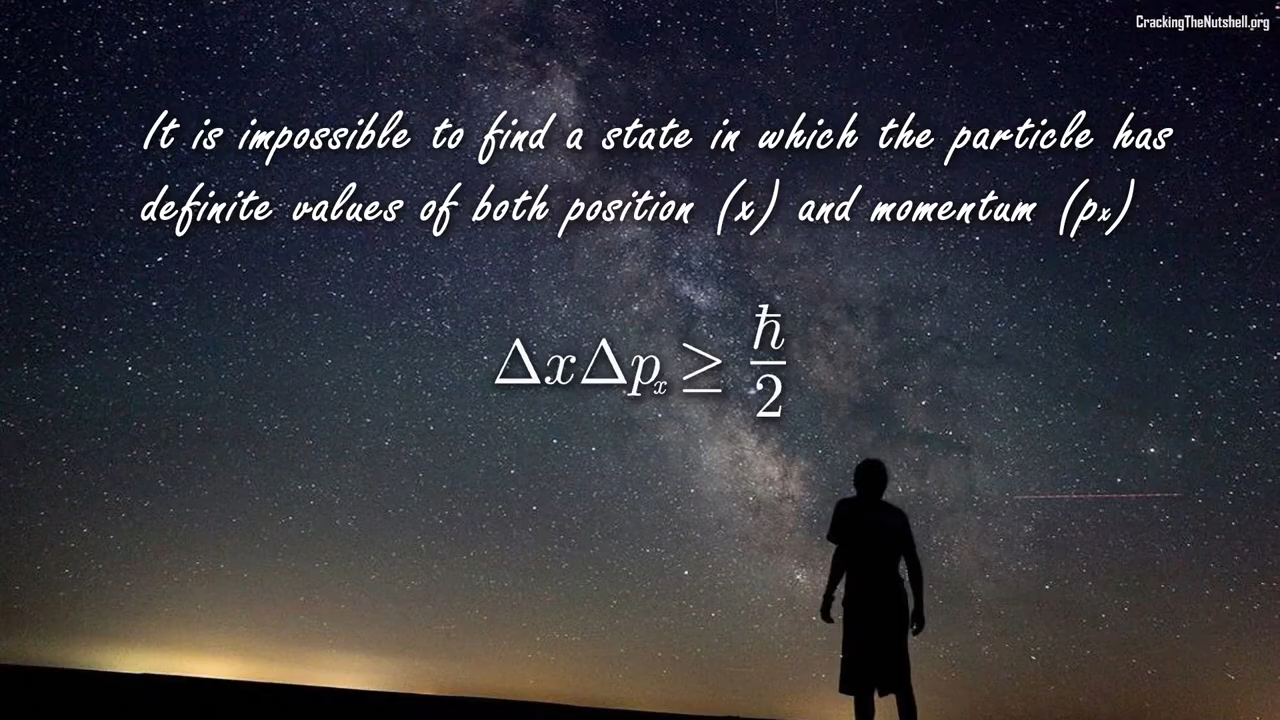 CrackingTheNutshell.org
It is impossible to find a state in which the particle has
definite values of both position (x) and momentum (pₓ)
ΔxΔpₓ ≥ ħ/2